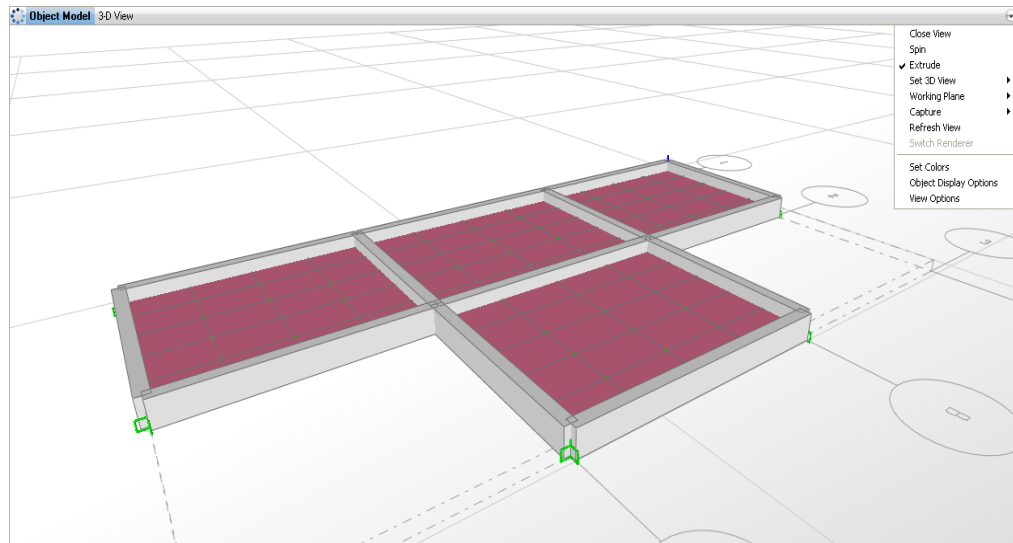 Object Model 3-D View
Close View
Spin
Extrude
Set 3D View
Working Plane
Capture
Refresh View
Switch Renderer
Set Colors
Object Display Options
View Options